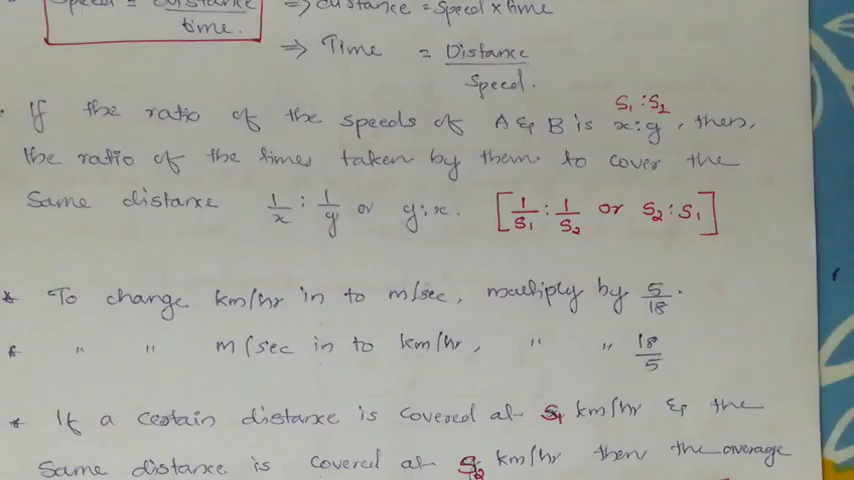 Speed = Distance / time. ⇒ distance = Speed × time
⇒ Time = Distance / Speed.
If the ratio of the speeds of A & B is x:y, then, S₁:S₂
the ratio of the times taken by them to cover the
Same distance 1/x : 1/y or y:x. [1/S₁ : 1/S₂ or S₂:S₁]
* To change km/hr in to m/sec, multiply by 5/18.
* " " m/sec in to km/hr, " " 18/5
* If a certain distance is covered at S₁ km/hr & the
Same distance is covered at S₂ km/hr then the average